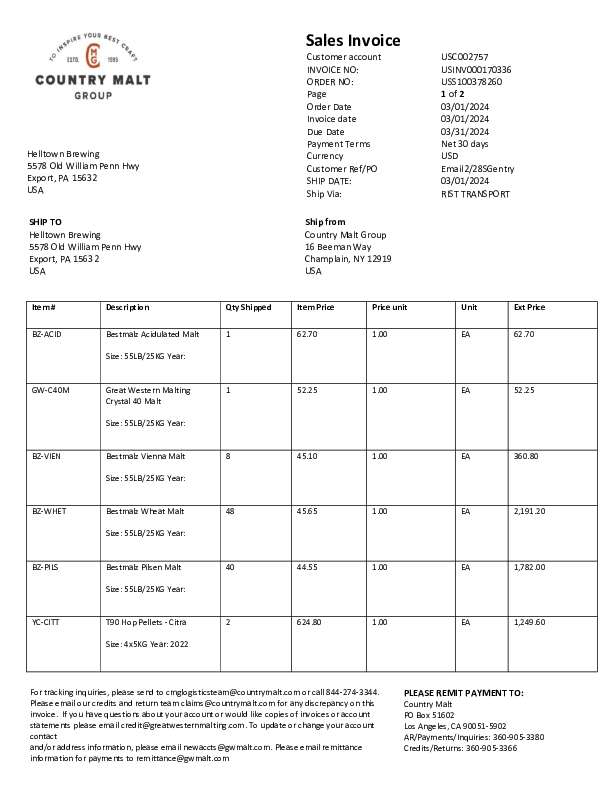 TO INSPIRE YOUR BEST CRAFT
ESTD. CMG 1995
COUNTRY MALT
GROUP
Sales Invoice
Customer account USC002757
INVOICE NO: USINV000170336
ORDER NO: USS100378260
Page 1 of 2
Order Date 03/01/2024
Invoice date 03/01/2024
Due Date 03/31/2024
Payment Terms Net 30 days
Currency USD
Customer Ref/PO Email2/28SGentry
SHIP DATE: 03/01/2024
Ship Via: RIST TRANSPORT
Helltown Brewing
5578 Old William Penn Hwy
Export, PA 15632
USA
SHIP TO
Helltown Brewing
5578 Old William Penn Hwy
Export, PA 15632
USA
Ship from
Country Malt Group
16 Beeman Way
Champlain, NY 12919
USA
Item # Description Qty Shipped Item Price Price unit Unit Ext Price
BZ-ACID Bestmalz Acidulated Malt 1 62.70 1.00 EA 62.70
Size: 55LB/25KG Year:
GW-C40M Great Western Malting 1 52.25 1.00 EA 52.25
Crystal 40 Malt
Size: 55LB/25KG Year:
BZ-VIEN Bestmalz Vienna Malt 8 45.10 1.00 EA 360.80
Size: 55LB/25KG Year:
BZ-WHET Bestmalz Wheat Malt 48 45.65 1.00 EA 2,191.20
Size: 55LB/25KG Year:
BZ-PILS Bestmalz Pilsen Malt 40 44.55 1.00 EA 1,782.00
Size: 55LB/25KG Year:
YC-CITT T90 Hop Pellets - Citra 2 624.80 1.00 EA 1,249.60
Size: 4x5KG Year: 2022
For tracking inquiries, please send to cmglogisticsteam@countrymalt.com or call 844-274-3344.
Please email our credits and return team claims@countrymalt.com for any discrepancy on this
invoice. If you have questions about your account or would like copies of invoices or account
statements please email credit@greatwesternmalting.com. To update or change your account
contact
and/or address information, please email newaccts@gwmalt.com. Please email remittance
information for payments to remittance@gwmalt.com
PLEASE REMIT PAYMENT TO:
Country Malt
PO Box 51602
Los Angeles, CA 90051-5902
AR/Payments/Inquiries: 360-905-3380
Credits/Returns: 360-905-3366